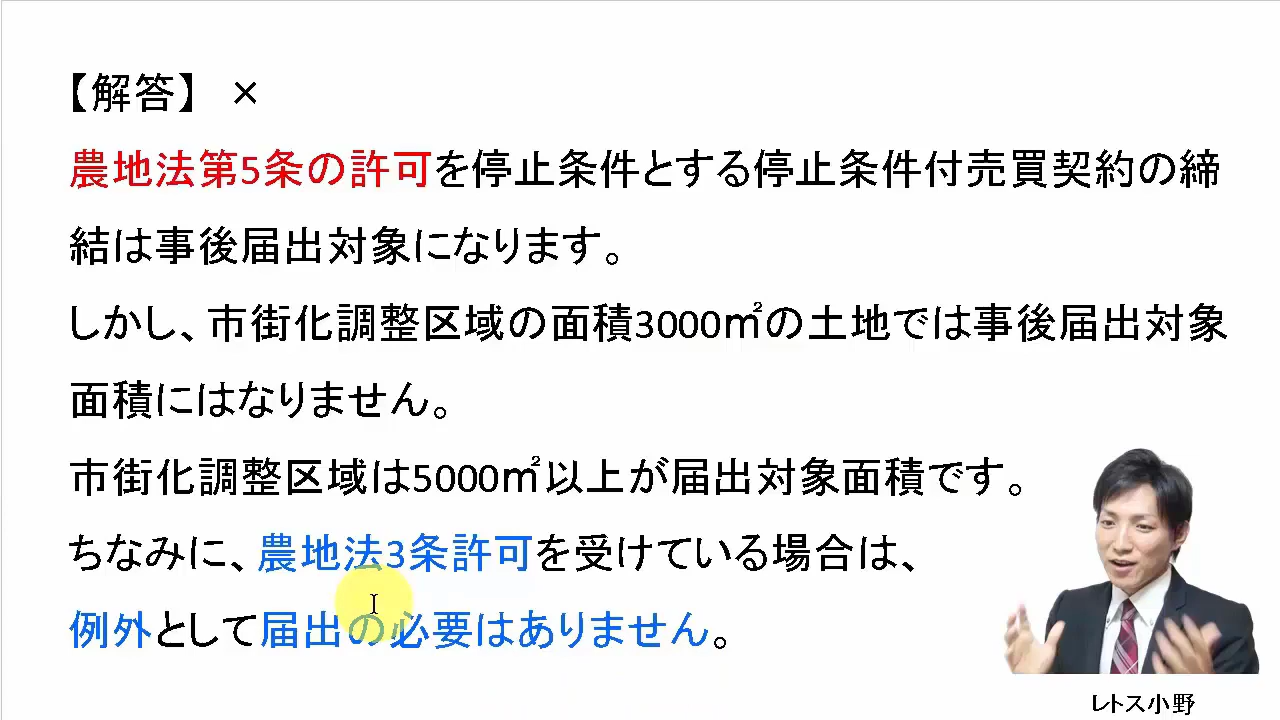 【解答】 ×
農地法第5条の許可を停止条件とする停止条件付売買契約の締
結は事後届出対象になります。
しかし、市街化調整区域の面積3000㎡の土地では事後届出対象
面積にはなりません。
市街化調整区域は5000㎡以上が届出対象面積です。
ちなみに、農地法3条許可を受けている場合は、
例外として届出の必要はありません。
レトス小野